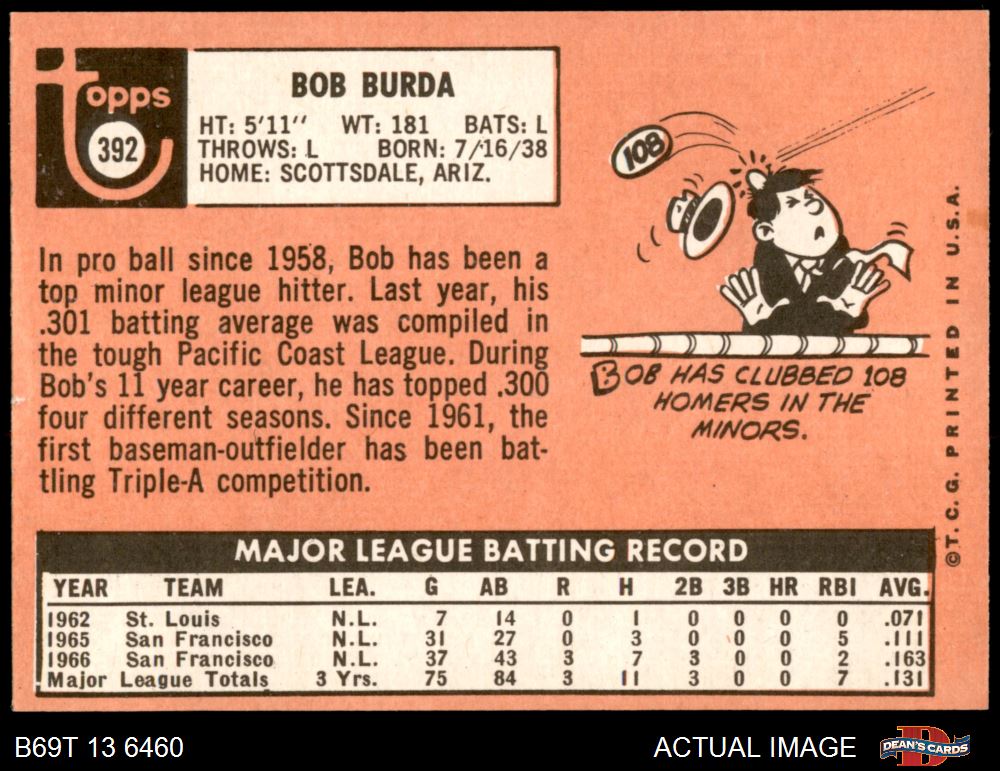 Topps
392
BOB BURDA
HT: 5'11" WT: 181 BATS: L
THROWS: L BORN: 7/16/38
HOME: SCOTTSDALE, ARIZ.
In pro ball since 1958, Bob has been a
top minor league hitter. Last year, his
.301 batting average was compiled in
the tough Pacific Coast League. During
Bob's 11 year career, he has topped .300
four different seasons. Since 1961, the
first baseman-outfielder has been bat-
tling Triple-A competition.
108
BOB HAS CLUBBED 108
HOMERS IN THE
MINORS.
©T.C.G. PRINTED IN U.S.A.
MAJOR LEAGUE BATTING RECORD
YEAR TEAM LEA. G AB R H 2B 3B HR RBI AVG.
1962 St. Louis N.L. 7 14 0 1 0 0 0 0 .071
1965 San Francisco N.L. 31 27 0 3 0 0 0 5 .111
1966 San Francisco N.L. 37 43 3 7 3 0 0 2 .163
Major League Totals 3 Yrs. 75 84 3 11 3 0 0 7 .131
B69T 13 6460
ACTUAL IMAGE
DEAN'S CARDS